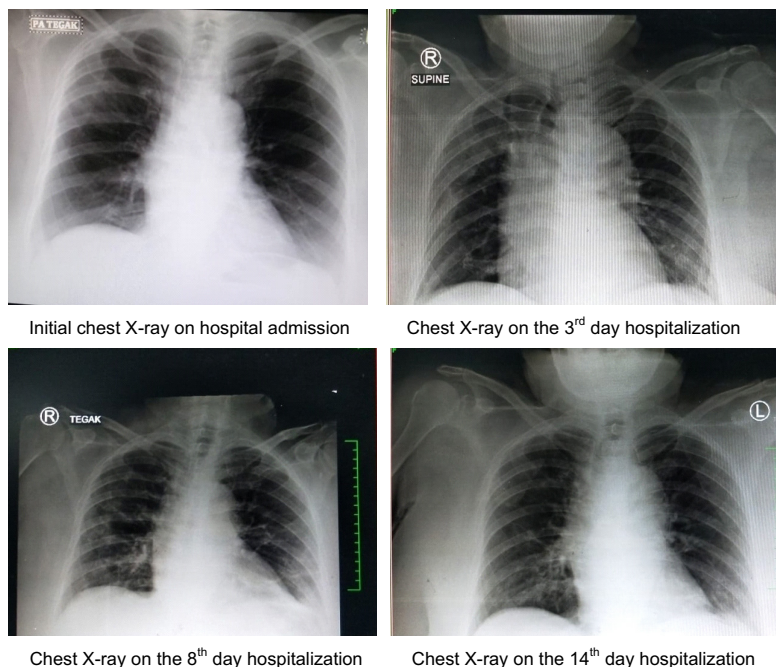 PA TEGAK
R
SUPINE
Initial chest X-ray on hospital admission
Chest X-ray on the 3rd day hospitalization
R TEGAK
L
Chest X-ray on the 8th day hospitalization
Chest X-ray on the 14th day hospitalization